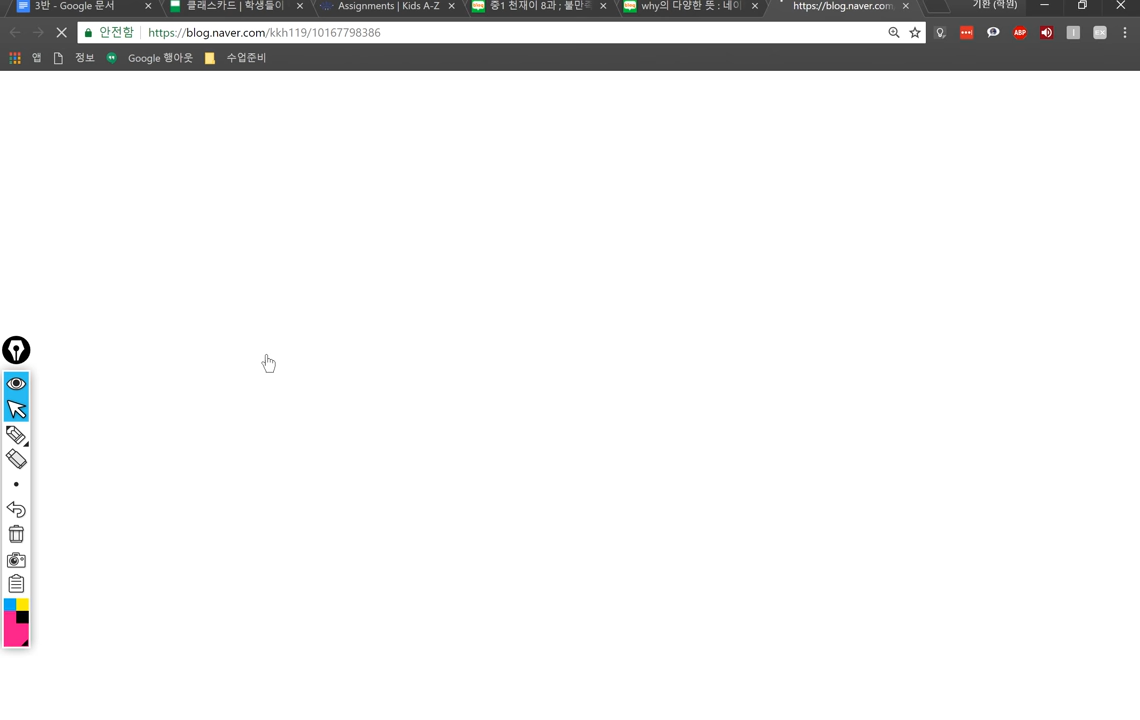 3반 - Google 문서
클래스카드 | 학생들이
Assignments | Kids A-Z
중1 천재이 8과 ; 불만족
why의 다양한 뜻 : 네이
https://blog.naver.com
기환 (학원)
안전함
https://blog.naver.com/kkh119/10167798386
ABP
앱
정보
Google 행아웃
수업준비